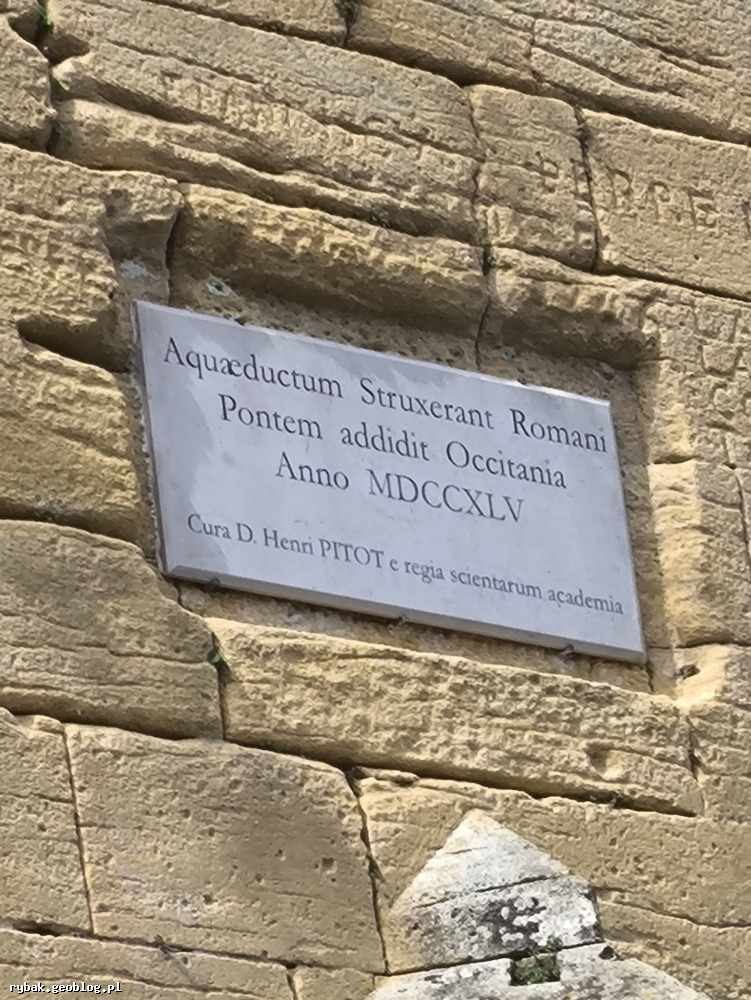 Aquæductum Struxerant Romani
Pontem addidit Occitania
Anno MDCCXLV
Cura D. Henri PITOT e regia scientarum academia
rybak.geoblog.pl